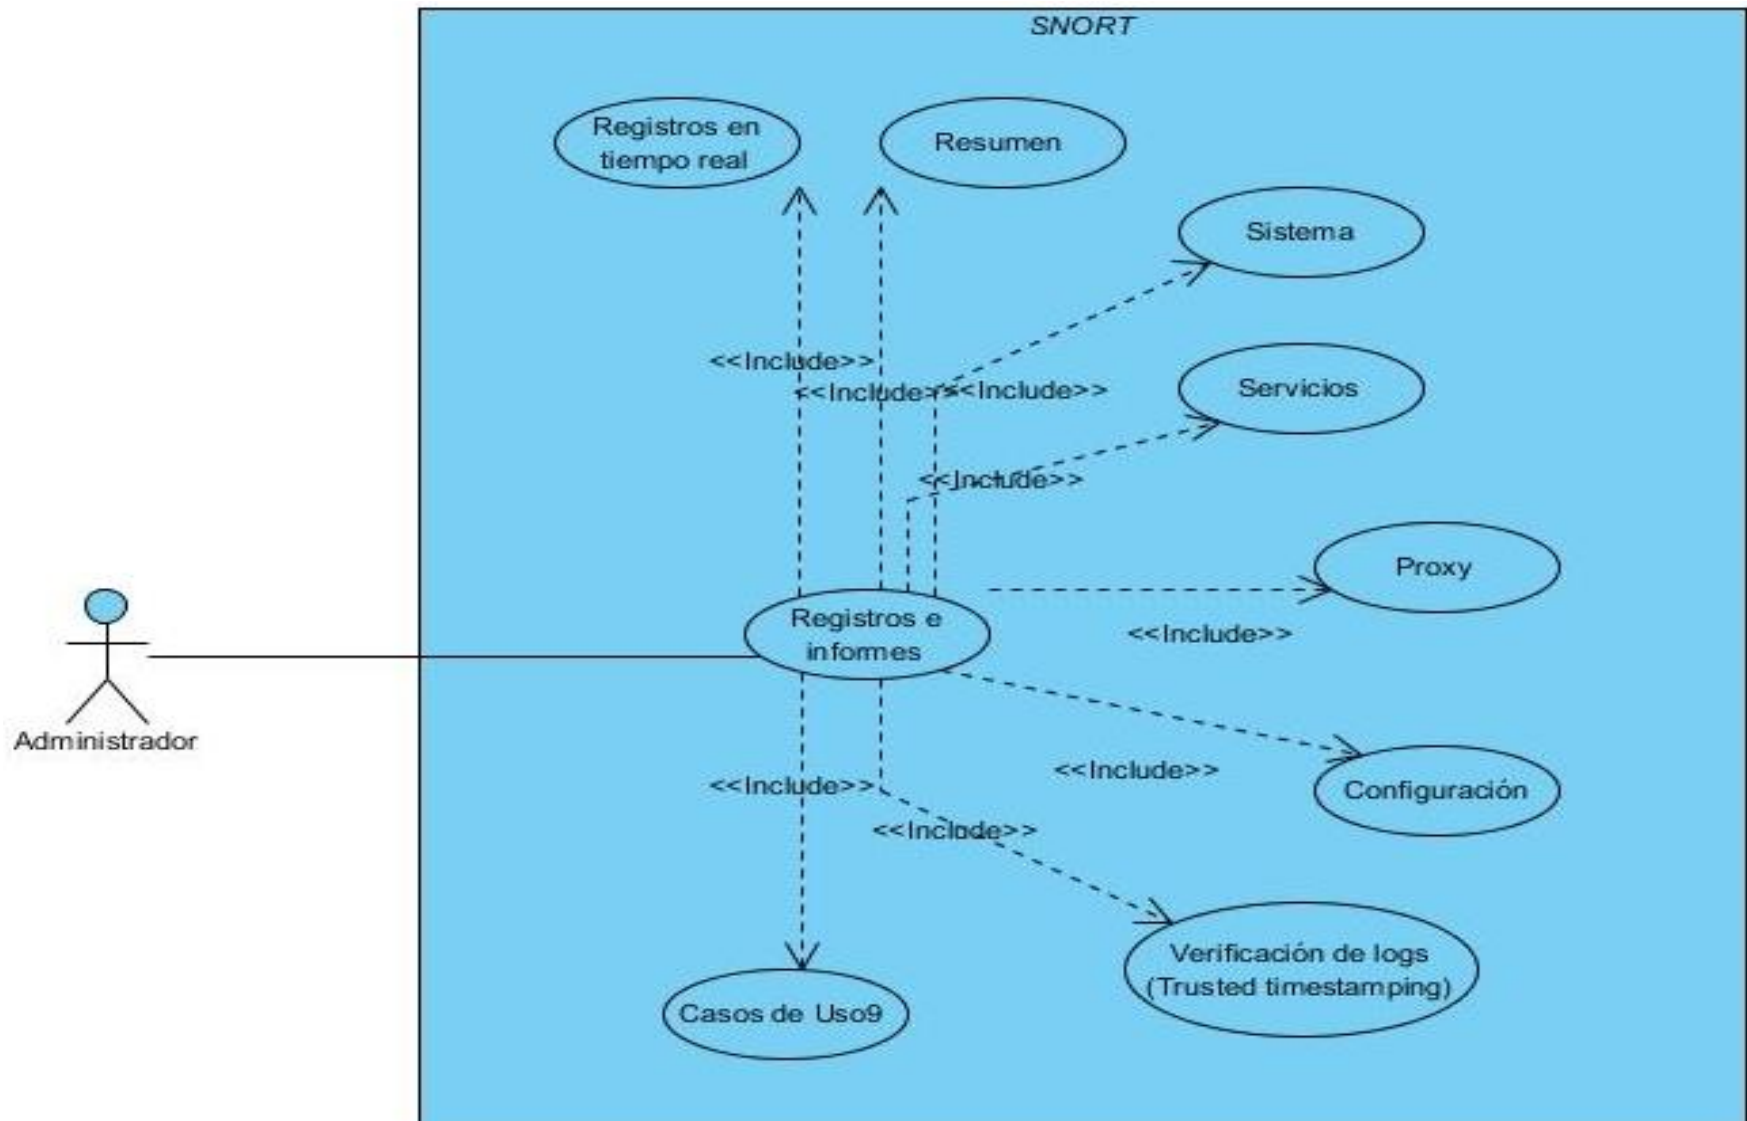 SNORT
Registros en
tiempo real
Resumen
Sistema
<<Include>>
<<Include>>
<<Include>>
Servicios
<<Include>>
Proxy
Registros e
informes
<<Include>>
Administrador
<<Include>>
<<Include>>
Configuración
<<Include>>
Verificación de logs
(Trusted timestamping)
Casos de Uso9